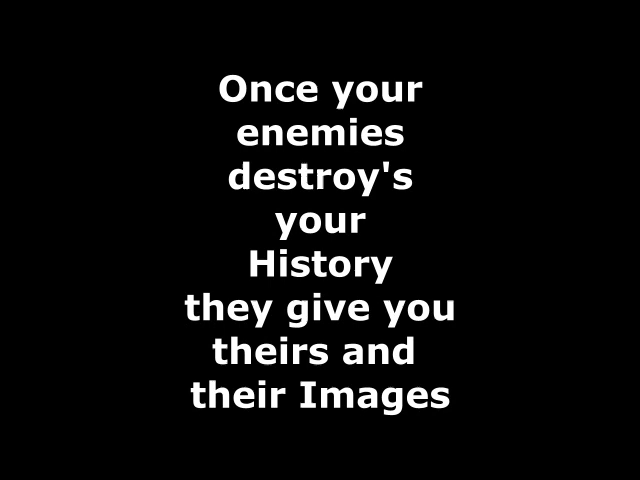 Once your
enemies
destroy's
your
History
they give you
theirs and
their Images